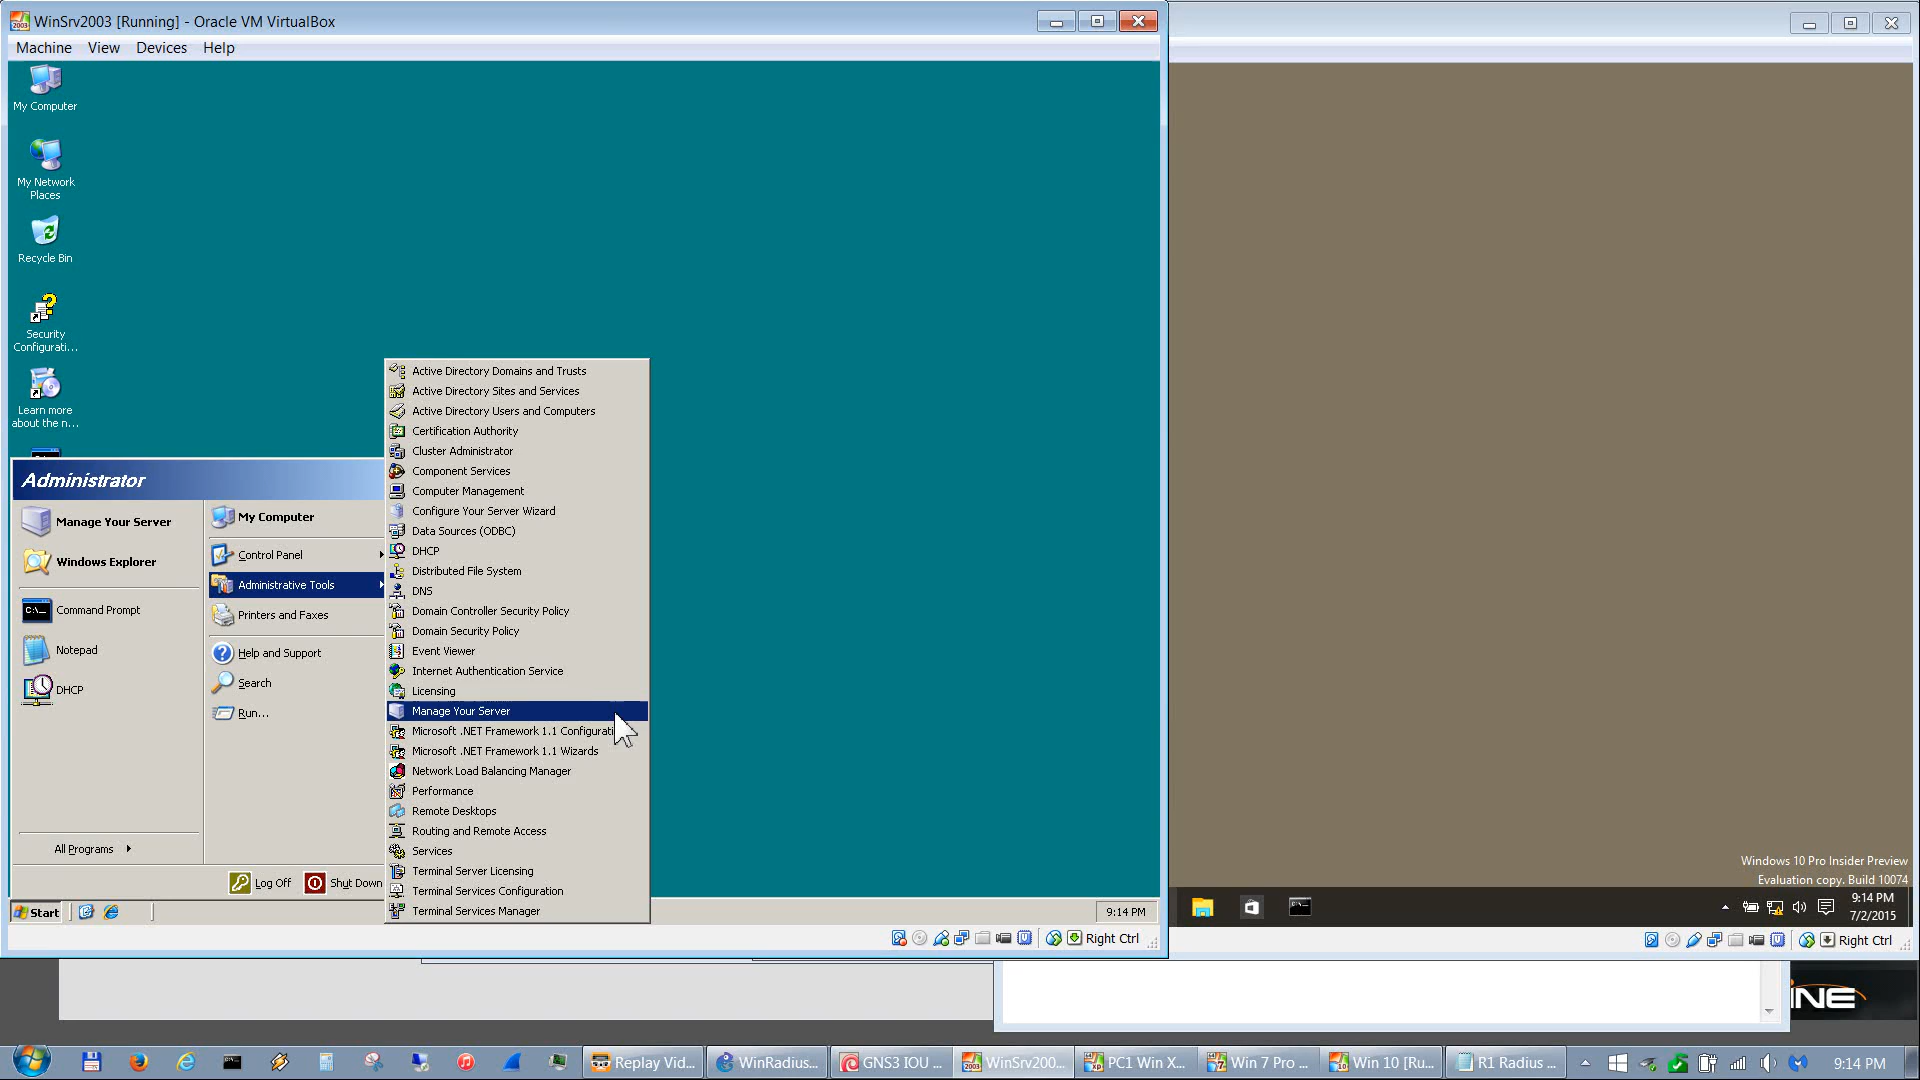 WinSrv2003 [Running] - Oracle VM VirtualBox
Machine View Devices Help
My Computer
My Network
Places
Recycle Bin
Security
Configurati...
Learn more
about the n...
Administrator
Manage Your Server
Windows Explorer
Command Prompt
Notepad
DHCP
All Programs
My Computer
Control Panel
Administrative Tools
Printers and Faxes
Help and Support
Search
Run...
Log Off
Shut Down
Active Directory Domains and Trusts
Active Directory Sites and Services
Active Directory Users and Computers
Certification Authority
Cluster Administrator
Component Services
Computer Management
Configure Your Server Wizard
Data Sources (ODBC)
DHCP
Distributed File System
DNS
Domain Controller Security Policy
Domain Security Policy
Event Viewer
Internet Authentication Service
Licensing
Manage Your Server
Microsoft .NET Framework 1.1 Configurati
Microsoft .NET Framework 1.1 Wizards
Network Load Balancing Manager
Performance
Remote Desktops
Routing and Remote Access
Services
Terminal Server Licensing
Terminal Services Configuration
Terminal Services Manager
Start
9:14 PM
Right Ctrl
Windows 10 Pro Insider Preview
Evaluation copy. Build 10074
9:14 PM
7/2/2015
Right Ctrl
INE
Replay Vid...
WinRadius...
GNS3 IOU ...
WinSrv200...
PC1 Win X...
Win 7 Pro ...
Win 10 [Ru...
R1 Radius ...
9:14 PM